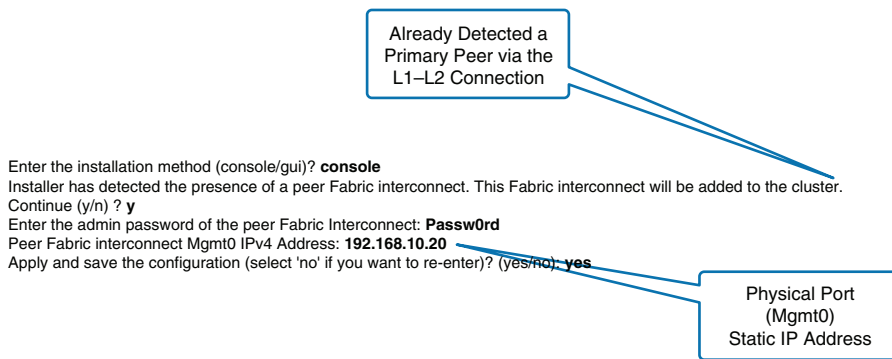 Already Detected a
Primary Peer via the
L1–L2 Connection
Enter the installation method (console/gui)? console
Installer has detected the presence of a peer Fabric interconnect. This Fabric interconnect will be added to the cluster.
Continue (y/n) ? y
Enter the admin password of the peer Fabric Interconnect: Passw0rd
Peer Fabric interconnect Mgmt0 IPv4 Address: 192.168.10.20
Apply and save the configuration (select 'no' if you want to re-enter)? (yes/no): yes
Physical Port
(Mgmt0)
Static IP Address